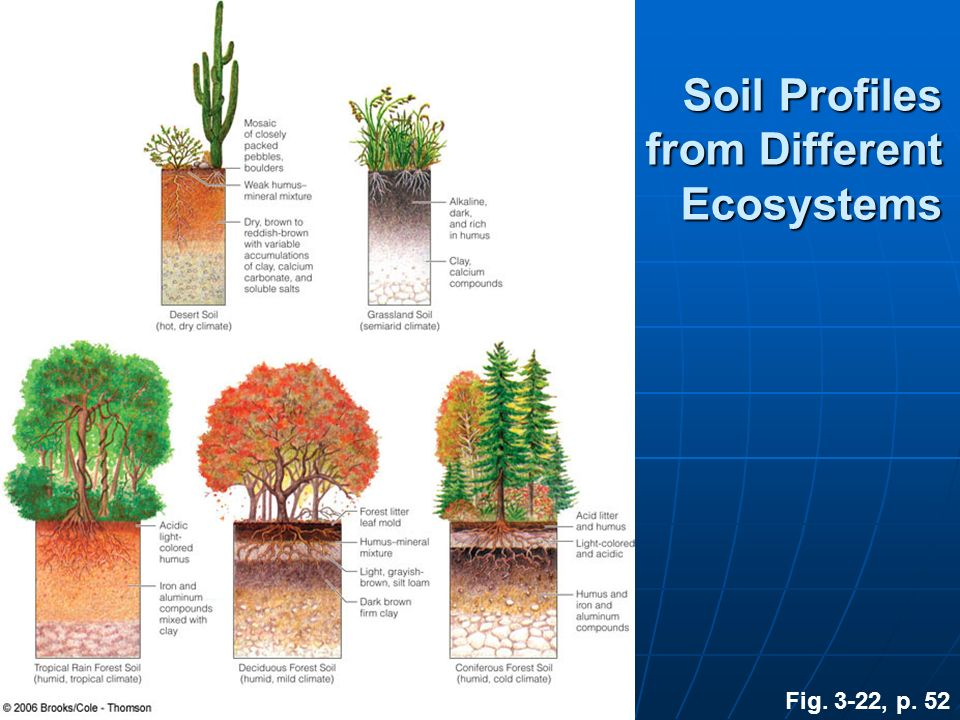 Soil Profiles
from Different
Ecosystems
Mosaic
of closely
packed
pebbles,
boulders
Weak humus–
mineral mixture
Dry, brown to
reddish-brown
with variable
accumulations
of clay, calcium
carbonate, and
soluble salts
Desert Soil
(hot, dry climate)
Alkaline,
dark,
and rich
in humus
Clay,
calcium
compounds
Grassland Soil
(semiarid climate)
Acidic
light-
colored
humus
Iron and
aluminum
compounds
mixed with
clay
Tropical Rain Forest Soil
(humid, tropical climate)
Forest litter
leaf mold
Humus–mineral
mixture
Light, grayish-
brown, silt loam
Dark brown
firm clay
Deciduous Forest Soil
(humid, mild climate)
Acid litter
and humus
Light-colored
and acidic
Humus and
iron and
aluminum
compounds
Coniferous Forest Soil
(humid, cold climate)
© 2006 Brooks/Cole - Thomson
Fig. 3-22, p. 52